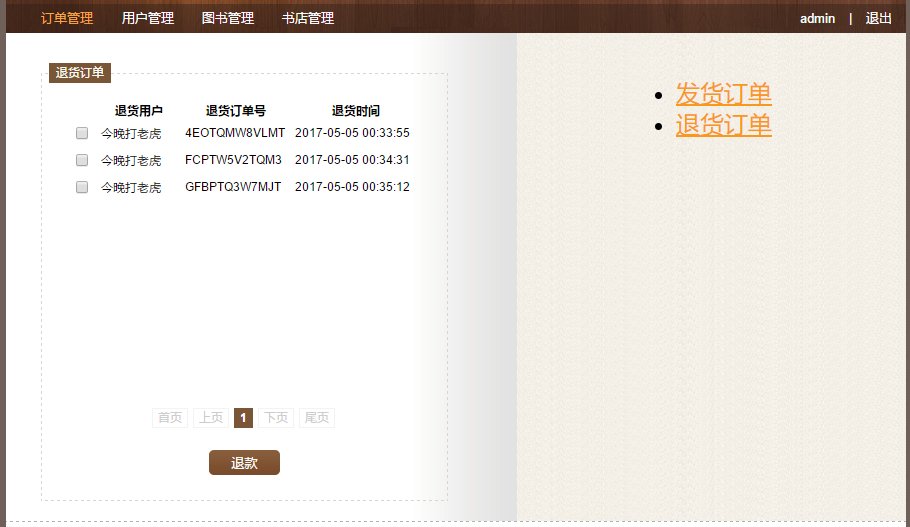 订单管理 用户管理 图书管理 书店管理 admin | 退出
退货订单
退货用户 退货订单号 退货时间
今晚打老虎 4EOTQMW8VLMT 2017-05-05 00:33:55
今晚打老虎 FCPTW5V2TQM3 2017-05-05 00:34:31
今晚打老虎 GFBPTQ3W7MJT 2017-05-05 00:35:12
首页 上页 1 下页 尾页
退款
发货订单
退货订单